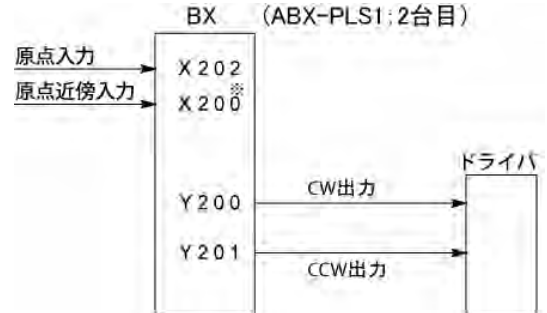 BX (ABX-PLS1:2台目)
原点入力
X202
原点近傍入力
※
X200
ドライバ
Y200
CW出力
Y201
CCW出力